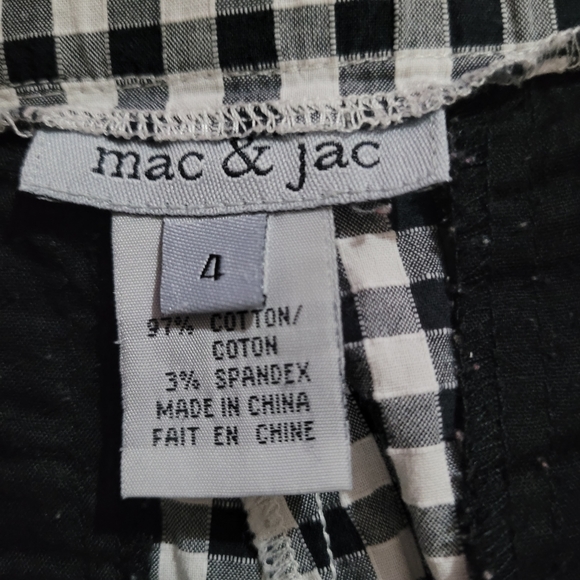 mac & jac
4
97% COTTON/
COTON
3% SPANDEX
MADE IN CHINA
FAIT EN CHINE